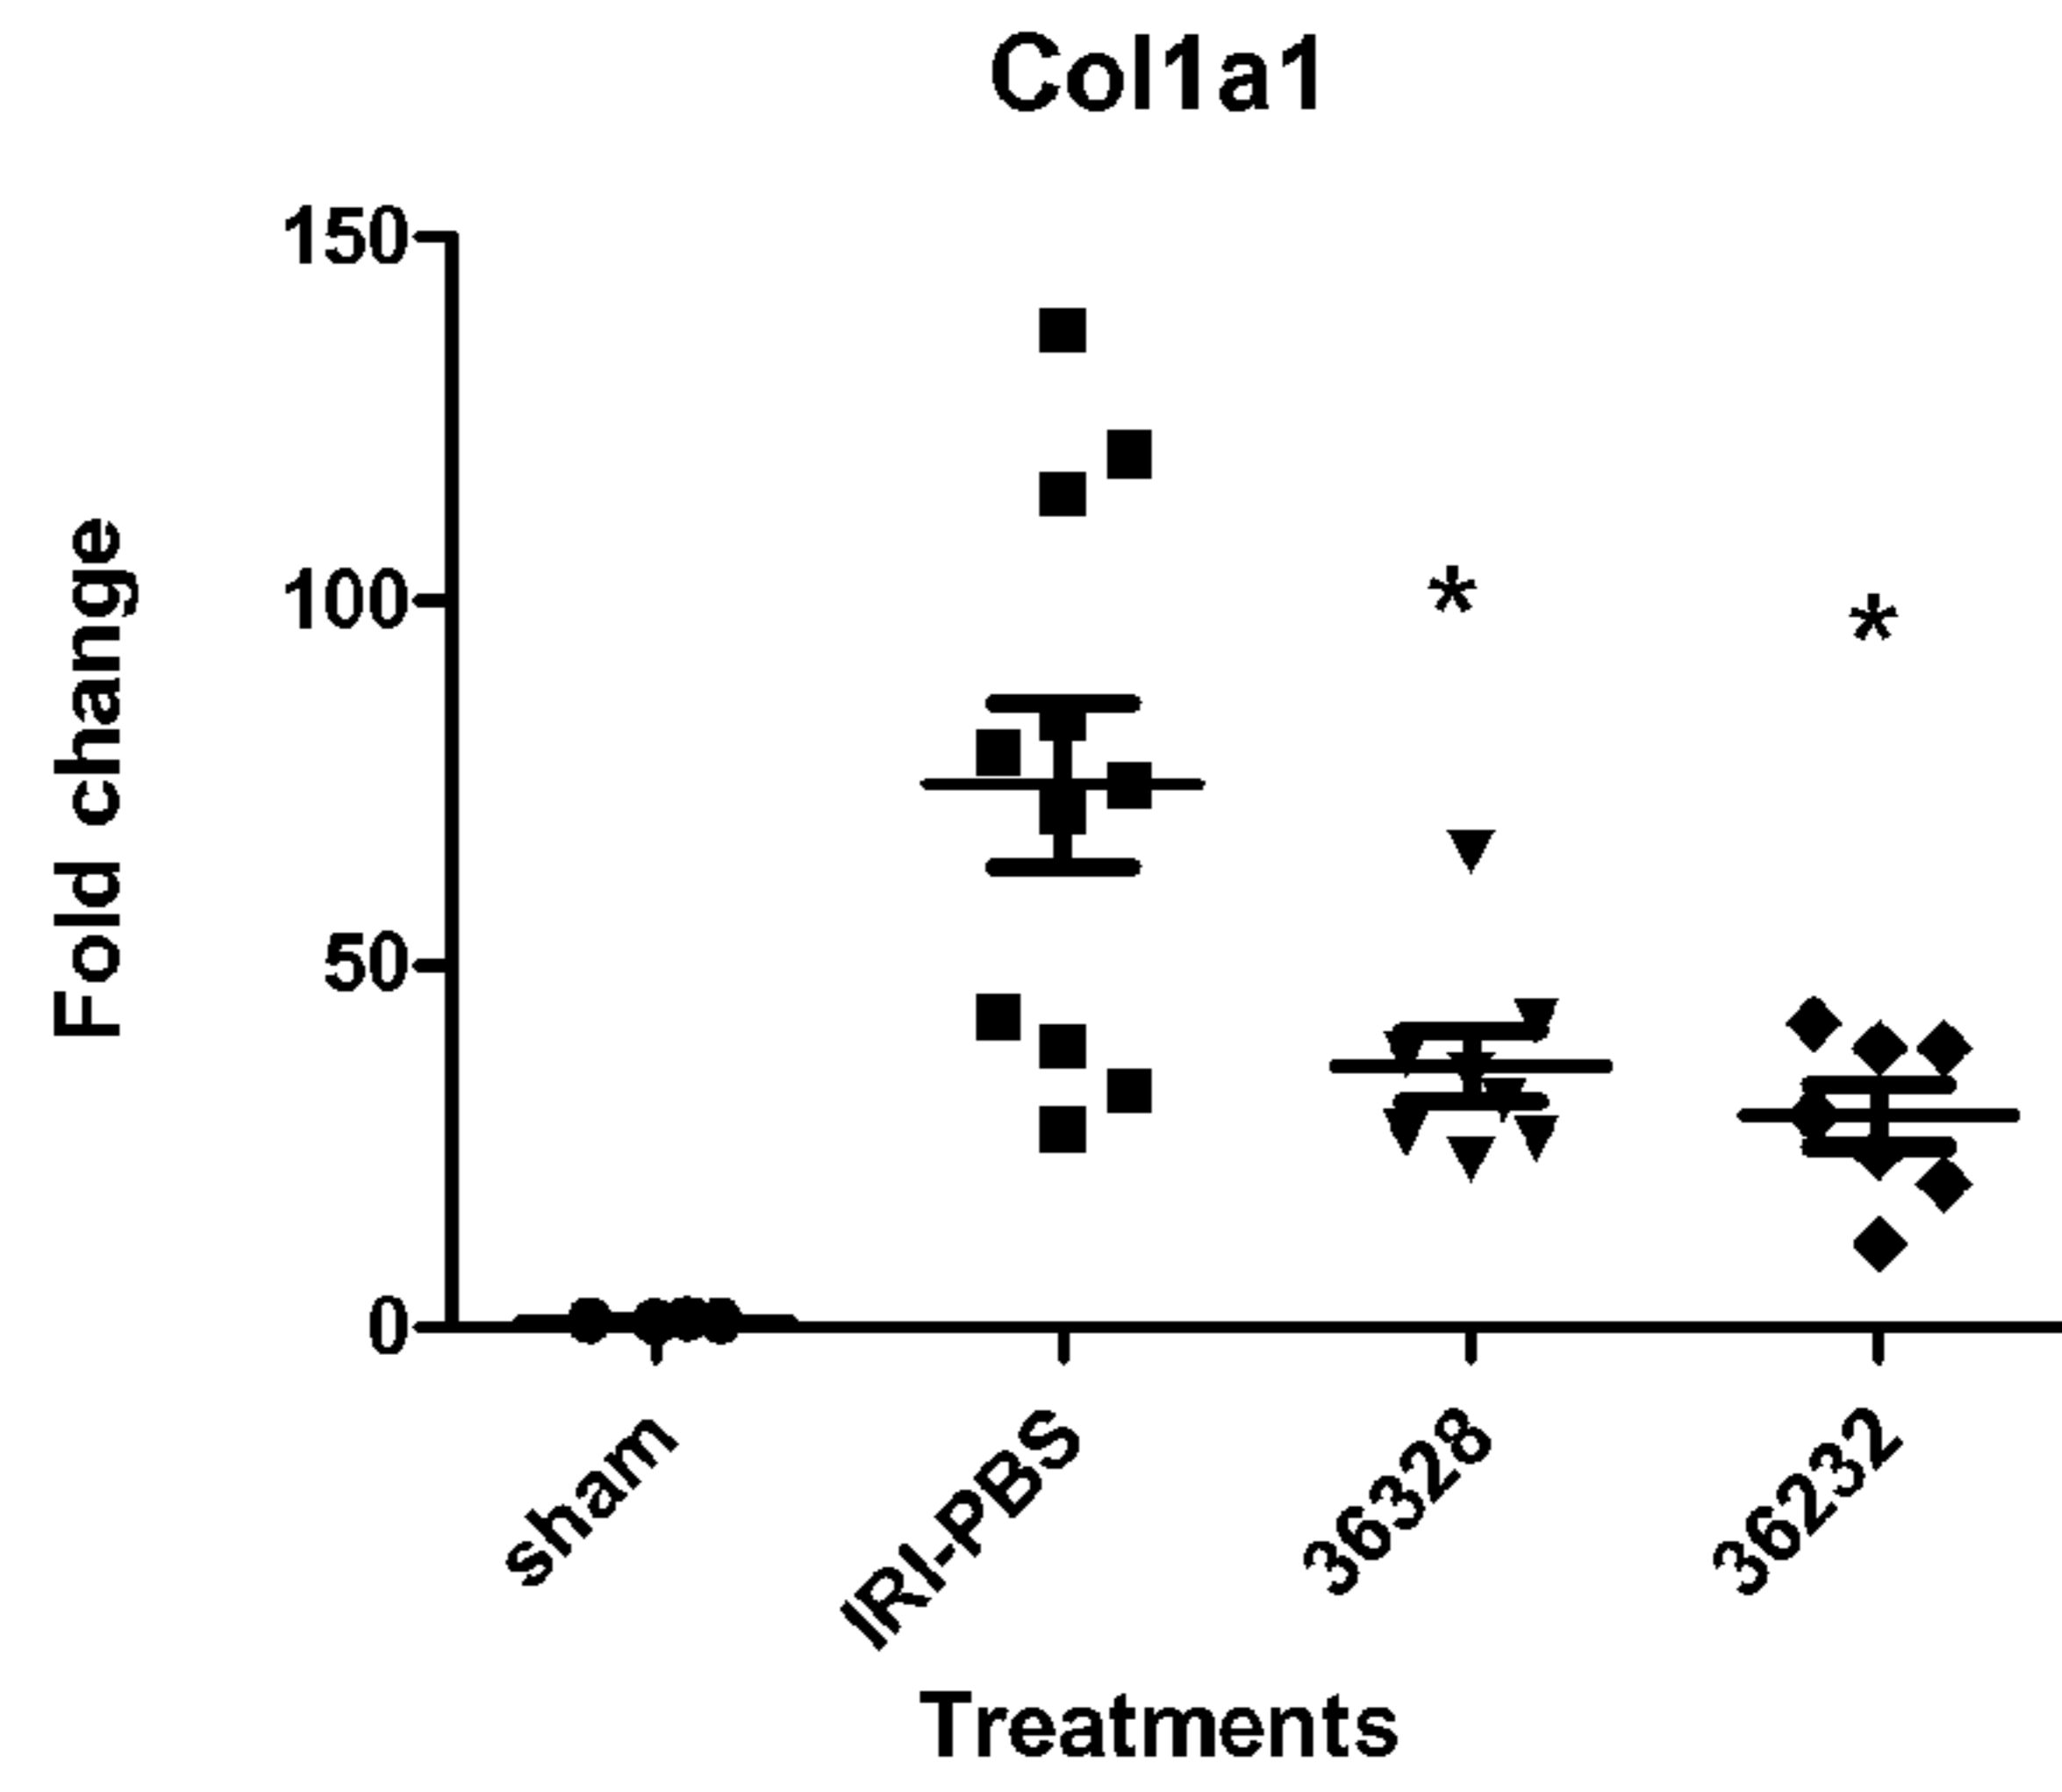 Col1a1
150
100
50
0
Fold change
*
*
sham
IRI-PBS
36328
36232
Treatments